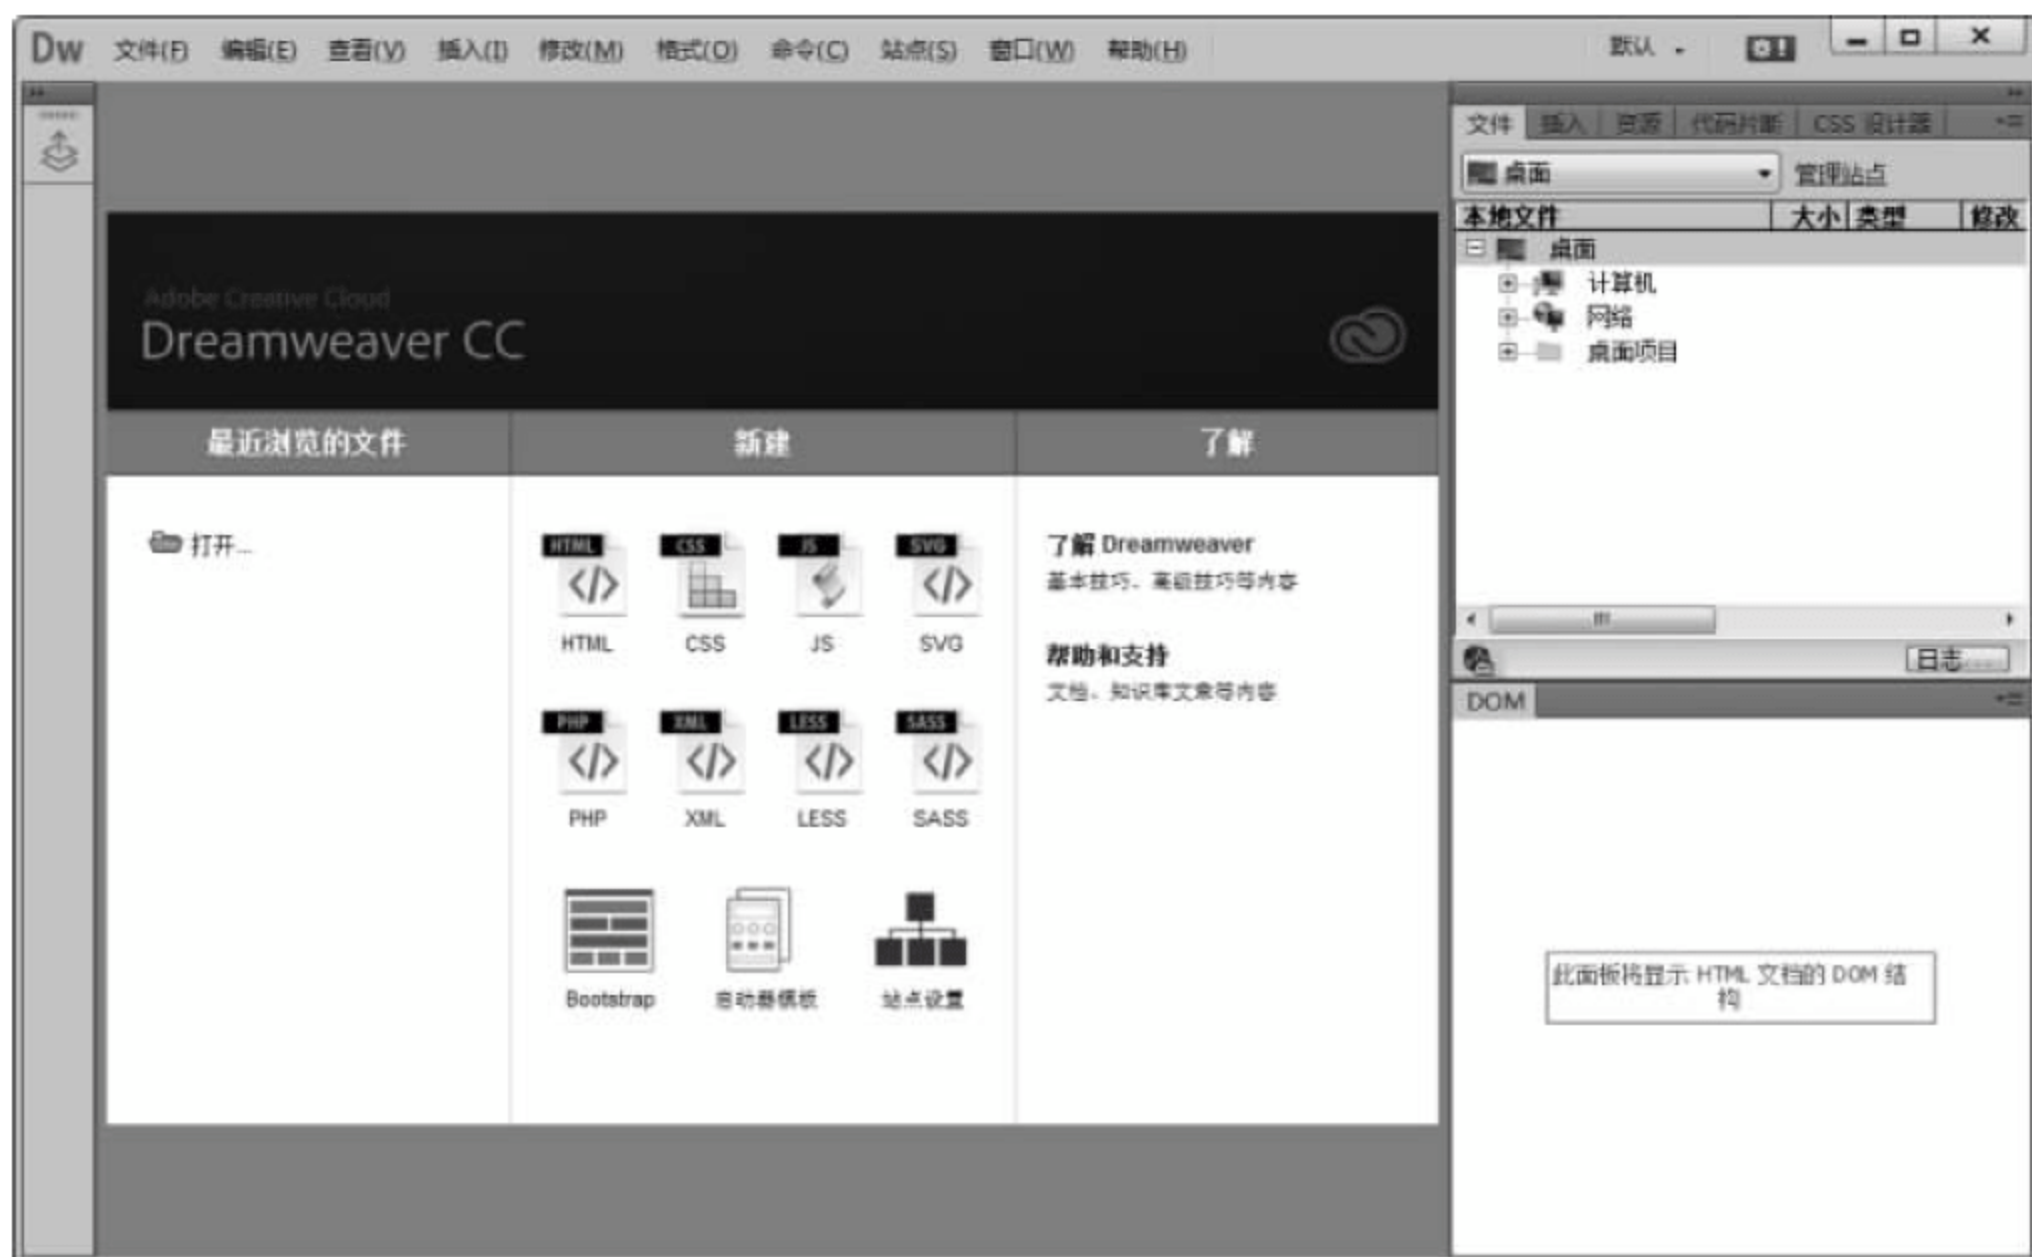 Dw 文件(F) 编辑(E) 查看(V) 插入(I) 修改(M) 格式(O) 命令(C) 站点(S) 窗口(W) 帮助(H) 默认
文件 插入 资源 代码片断 CSS 设计器
桌面 管理站点
本地文件 大小 类型 修改
桌面
计算机
网络
桌面项目
日志...
DOM
此面板将显示 HTML 文档的 DOM 结
构
Adobe Creative Cloud
Dreamweaver CC
最近浏览的文件 新建 了解
打开...
HTML CSS JS SVG
HTML CSS JS SVG
PHP XML LESS SASS
PHP XML LESS SASS
Bootstrap 启动器模板 站点设置
了解 Dreamweaver
基本技巧、高级技巧等内容
帮助和支持
文档、知识库文章等内容